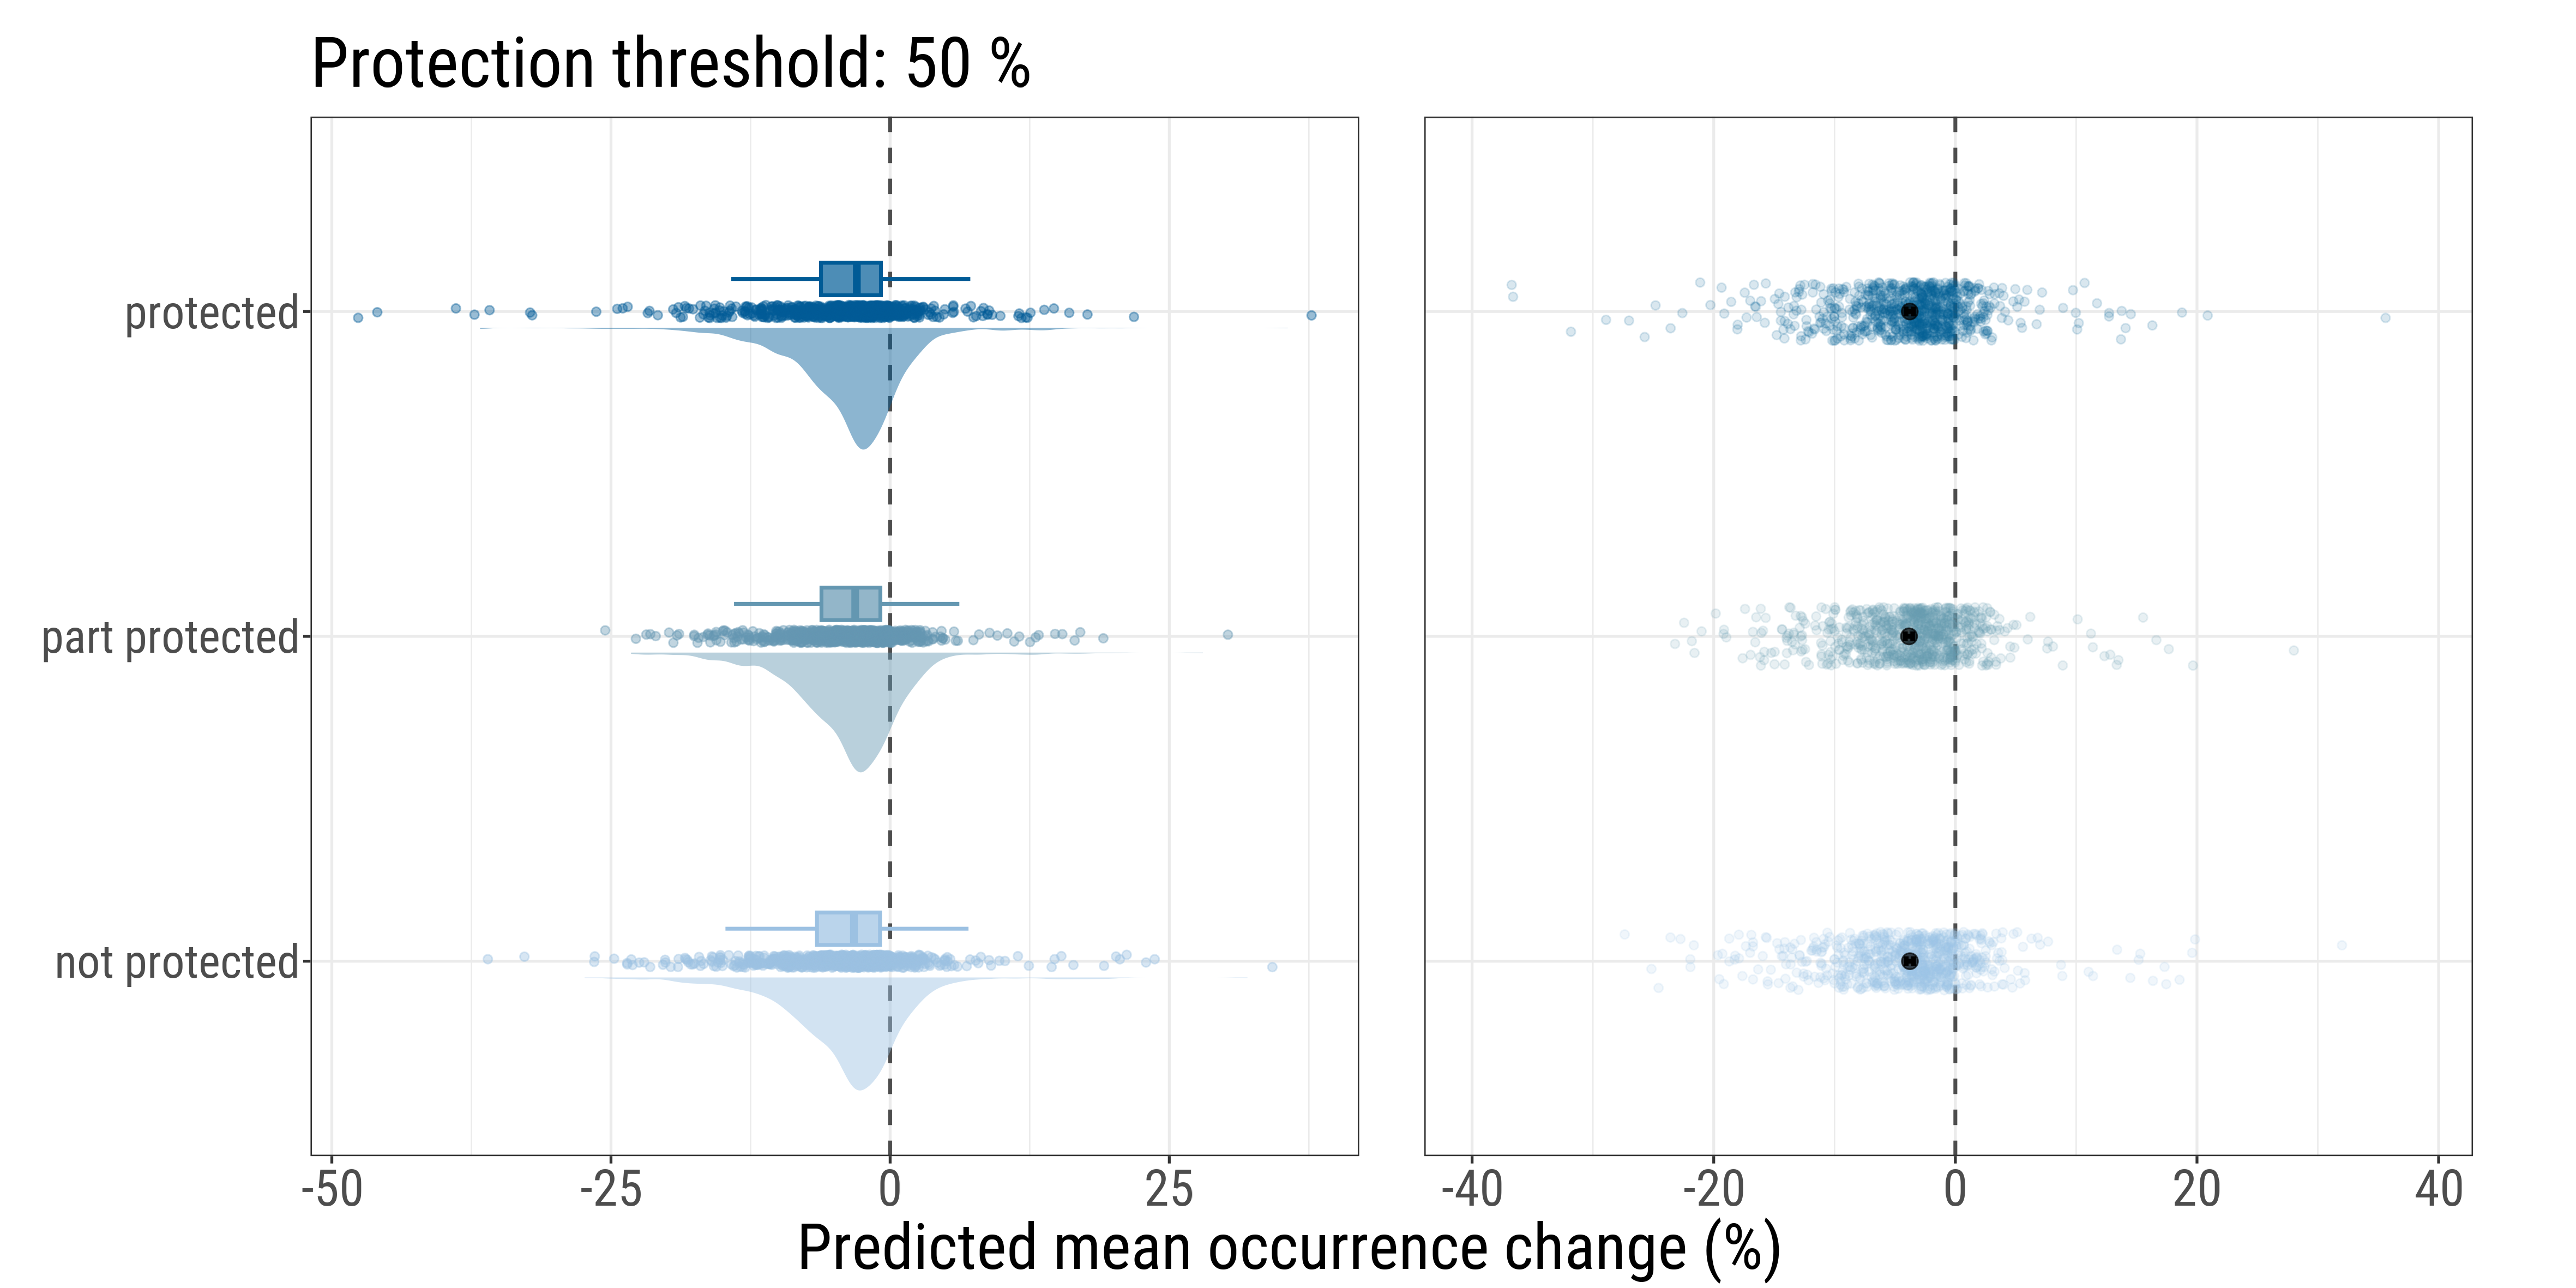 Protection threshold: 50 %
protected
part protected
not protected
-50 -25 0 25 -40 -20 0 20 40
Predicted mean occurrence change (%)